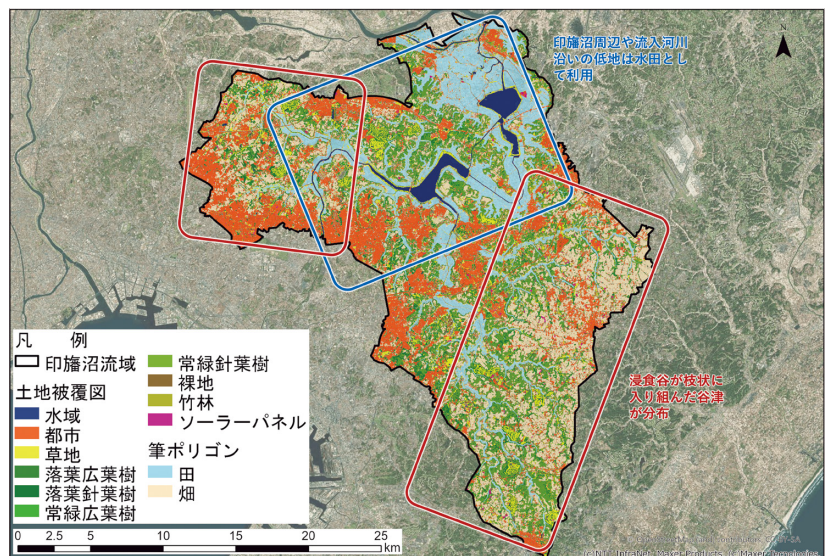 印旛沼周辺や流入河川
沿いの低地は水田とし
て利用
N
浸食谷が枝状に
入り組んだ谷津
が分布
凡 例
印旛沼流域
土地被覆図
水域
都市
草地
落葉広葉樹
落葉針葉樹
常緑広葉樹
常緑針葉樹
裸地
竹林
ソーラーパネル
筆ポリゴン
田
畑
0 2.5 5 10 15 20 25
km